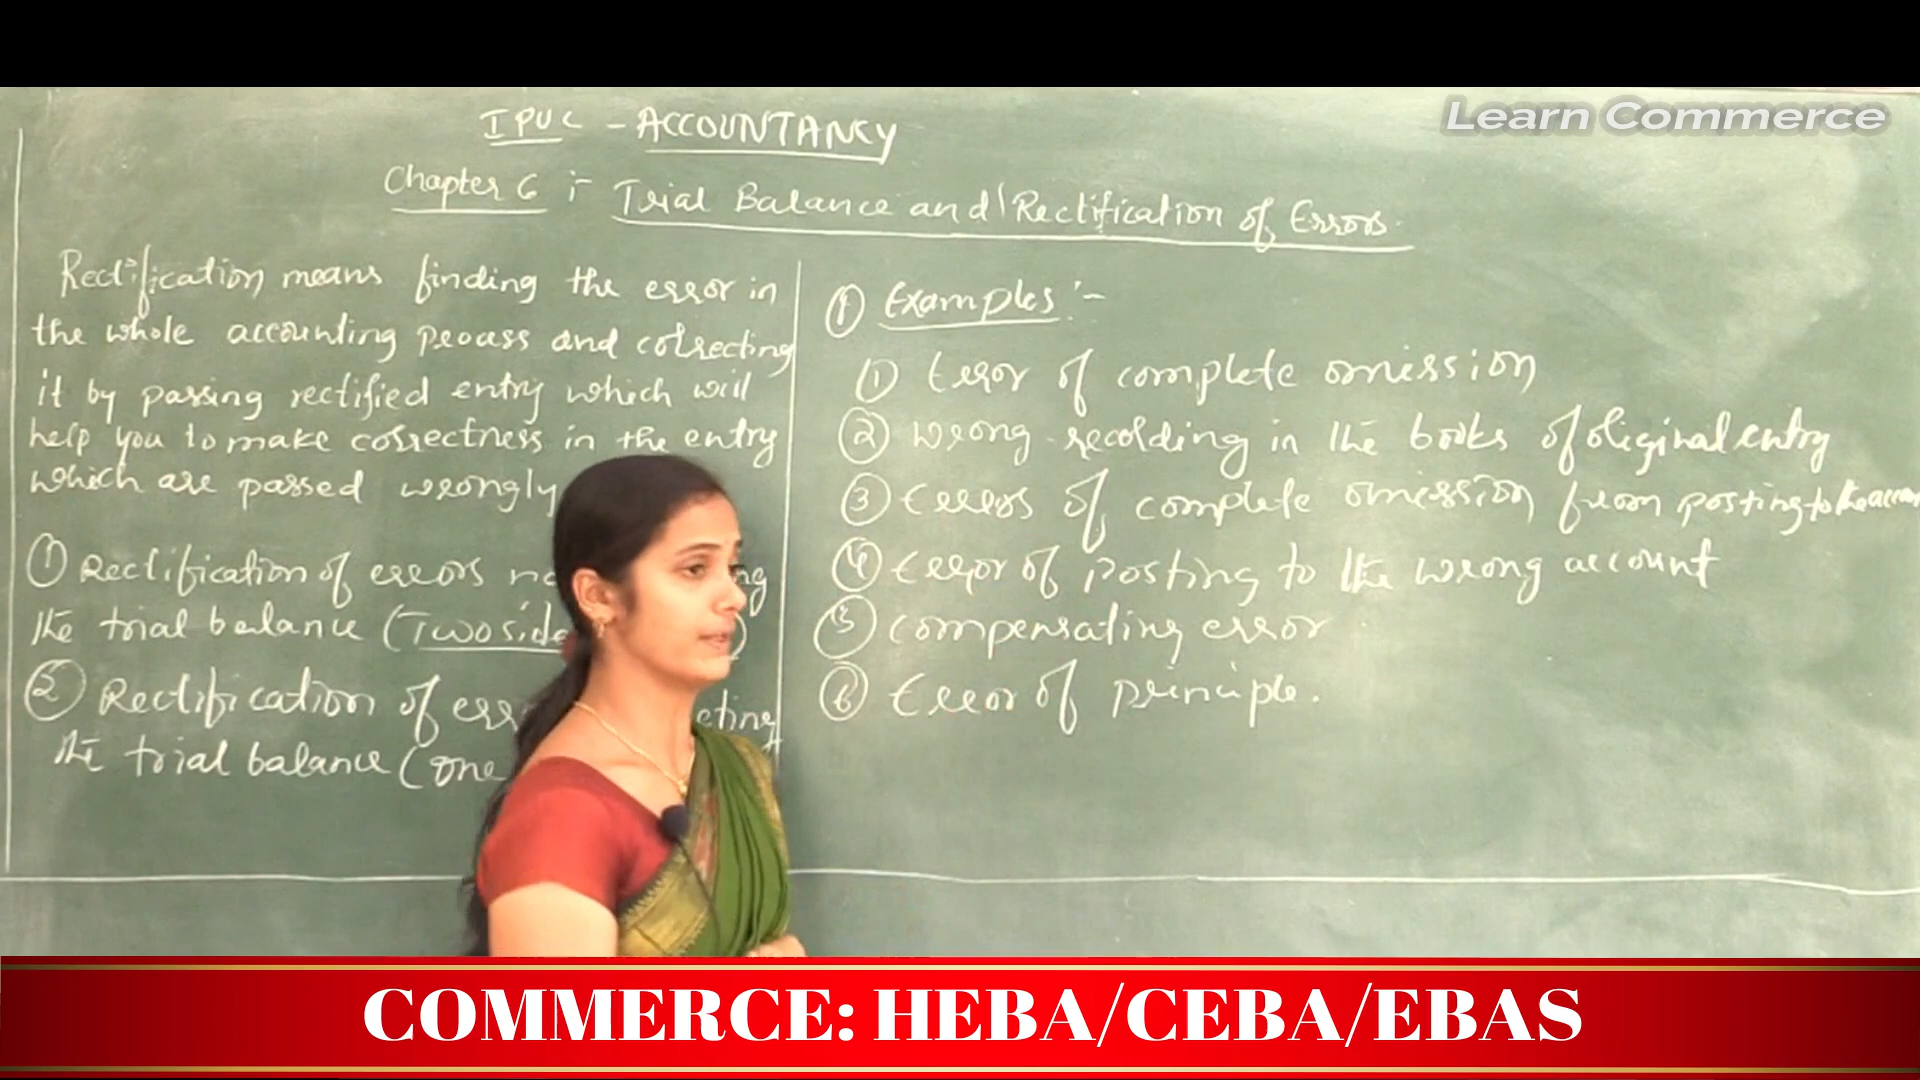 Learn Commerce
I PUC - ACCOUNTANCY
Chapter 6 :- Trial Balance and Rectification of Errors.
Rectification means finding the error in
the whole accounting process and correcting
it by passing rectified entry which will
help you to make correctness in the entry
which are passed wrongly
① Rectification of errors
the trial balance (Two side
② Rectification of
the trial balance (one
① Examples :-
① Error of complete omission
② wrong recording in the books of original entry
③ Errors of complete omission from posting to the
④ Error of posting to the wrong account
⑤ compensating error
⑥ Error of principle.
COMMERCE: HEBA/CEBA/EBAS